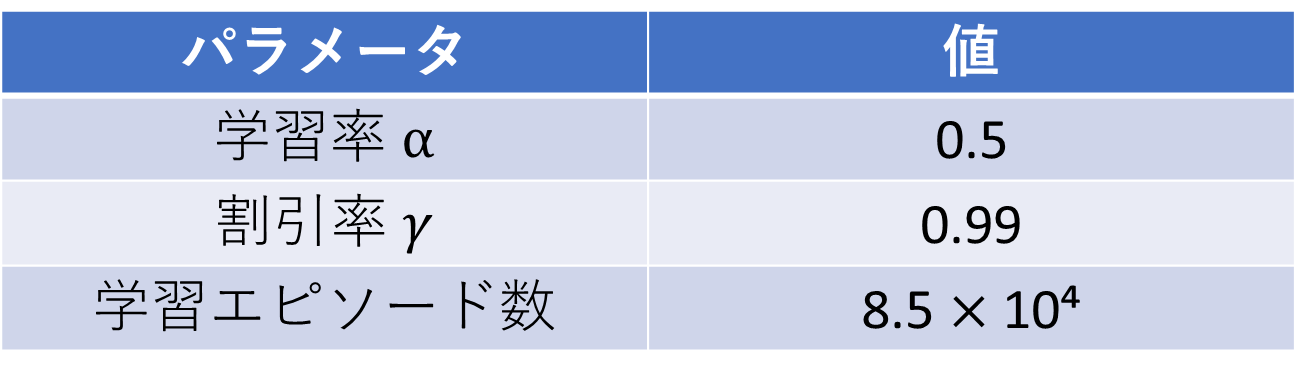 パラメータ 値
学習率 α 0.5
割引率 γ 0.99
学習エピソード数 8.5 × 10⁴